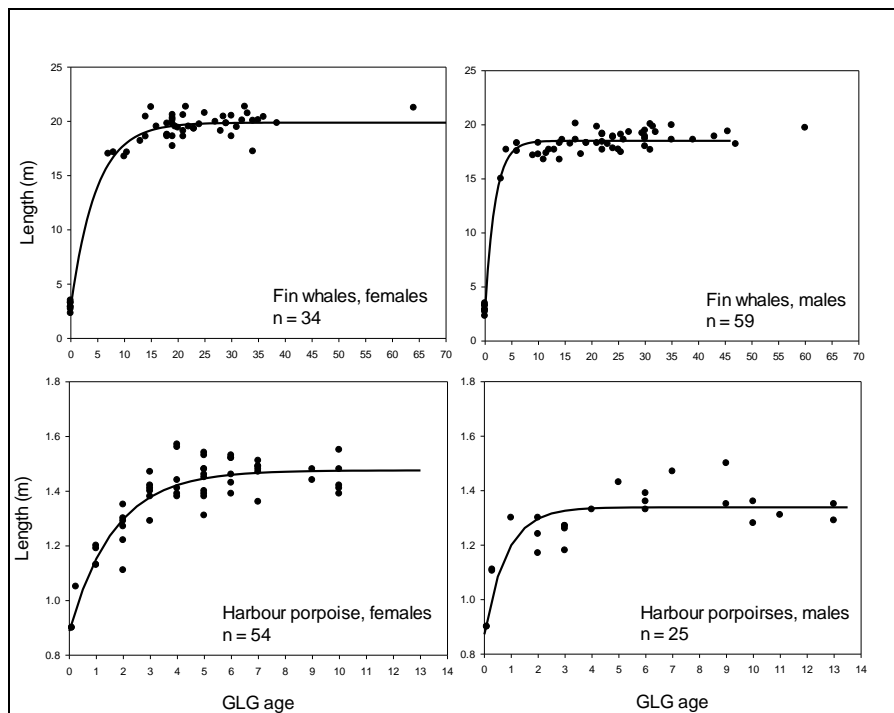 25
20
15
10
5
0
0 5 10 15 20 25 30 35 40 45 50 55 60 65 70
Length (m)
Fin whales, females
n = 34
25
20
15
10
5
0
0 5 10 15 20 25 30 35 40 45 50 55 60 65 70
Fin whales, males
n = 59
1.8
1.6
1.4
1.2
1.0
0.8
0 1 2 3 4 5 6 7 8 9 10 11 12 13 14
Length (m)
Harbour porpoise, females
n = 54
GLG age
1.8
1.6
1.4
1.2
1.0
0.8
0 1 2 3 4 5 6 7 8 9 10 11 12 13 14
Harbour porpoirses, males
n = 25
GLG age